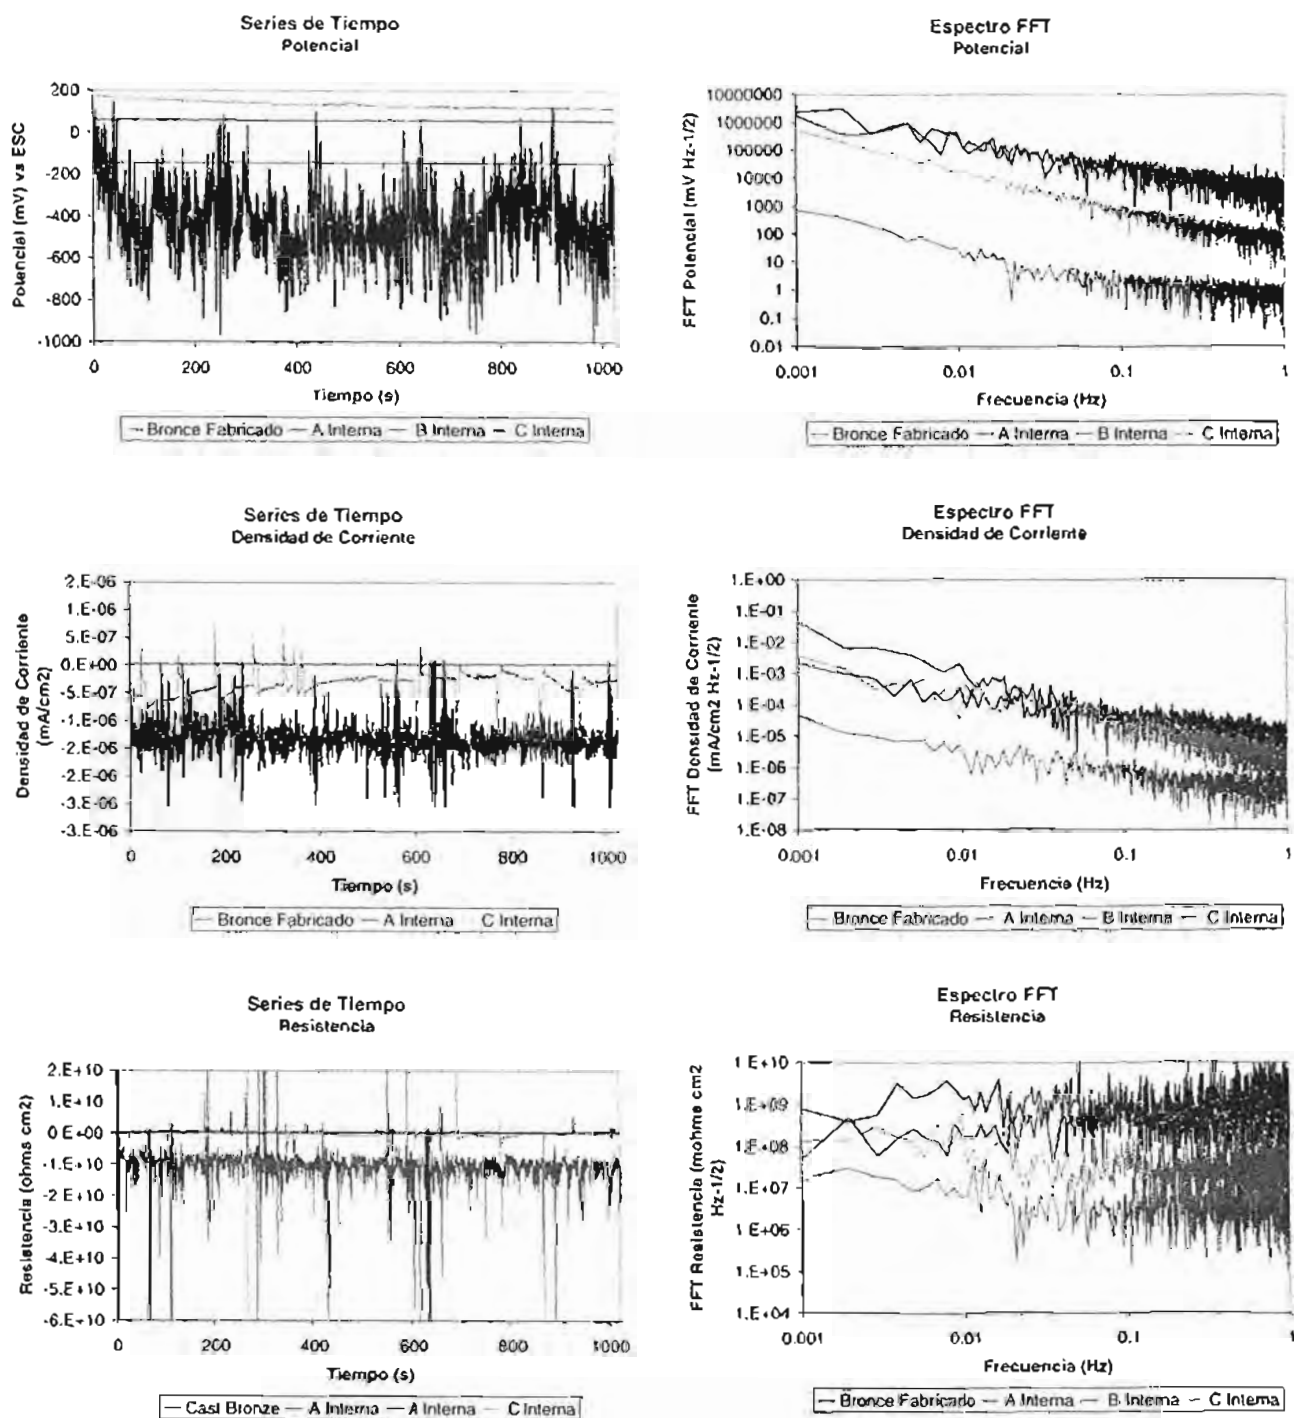 Series de Tiempo
Potencial
200
0
-200
-400
-600
-800
-1000
Potencial (mV) vs ESC
0 200 400 600 800 1000
Tiempo (s)
Bronce Fabricado A Interna B Interna C Interna
Espectro FFT
Potencial
10000000
1000000
100000
10000
1000
100
10
1
0.1
0.01
FFT Potencial (mV Hz-1/2)
0.001 0.01 0.1 1
Frecuencia (Hz)
Bronce Fabricado A Interna B Interna C Interna
Series de Tiempo
Densidad de Corriente
2.E-06
1.E-06
5.E-07
0.E+00
-5.E-07
-1.E-06
-2.E-06
-2.E-06
-3.E-06
-3.E-06
Densidad de Corriente
(mA/cm2)
0 200 400 600 800 1000
Tiempo (s)
Bronce Fabricado A Interna C Interna
Espectro FFT
Densidad de Corriente
1.E+00
1.E-01
1.E-02
1.E-03
1.E-04
1.E-05
1.E-06
1.E-07
1.E-08
FFT Densidad de Corriente
(mA/cm2 Hz-1/2)
0.001 0.01 0.1 1
Frecuencia (Hz)
Bronce Fabricado A Interna B Interna C Interna
Series de Tiempo
Resistencia
2.E+10
1.E+10
0.E+00
-1.E+10
-2.E+10
-3.E+10
-4.E+10
-5.E+10
-6.E+10
Resistencia (ohms cm2)
0 200 400 600 800 1000
Tiempo (s)
Cast Bronze A Interna A Interna C Interna
Espectro FFT
Resistencia
1.E+10
1.E+09
1.E+08
1.E+07
1.E+06
1.E+05
1.E+04
FFT Resistencia (mohms cm2
Hz-1/2)
0.001 0.01 0.1 1
Frecuencia (Hz)
Bronce Fabricado A Interna B Interna C Interna